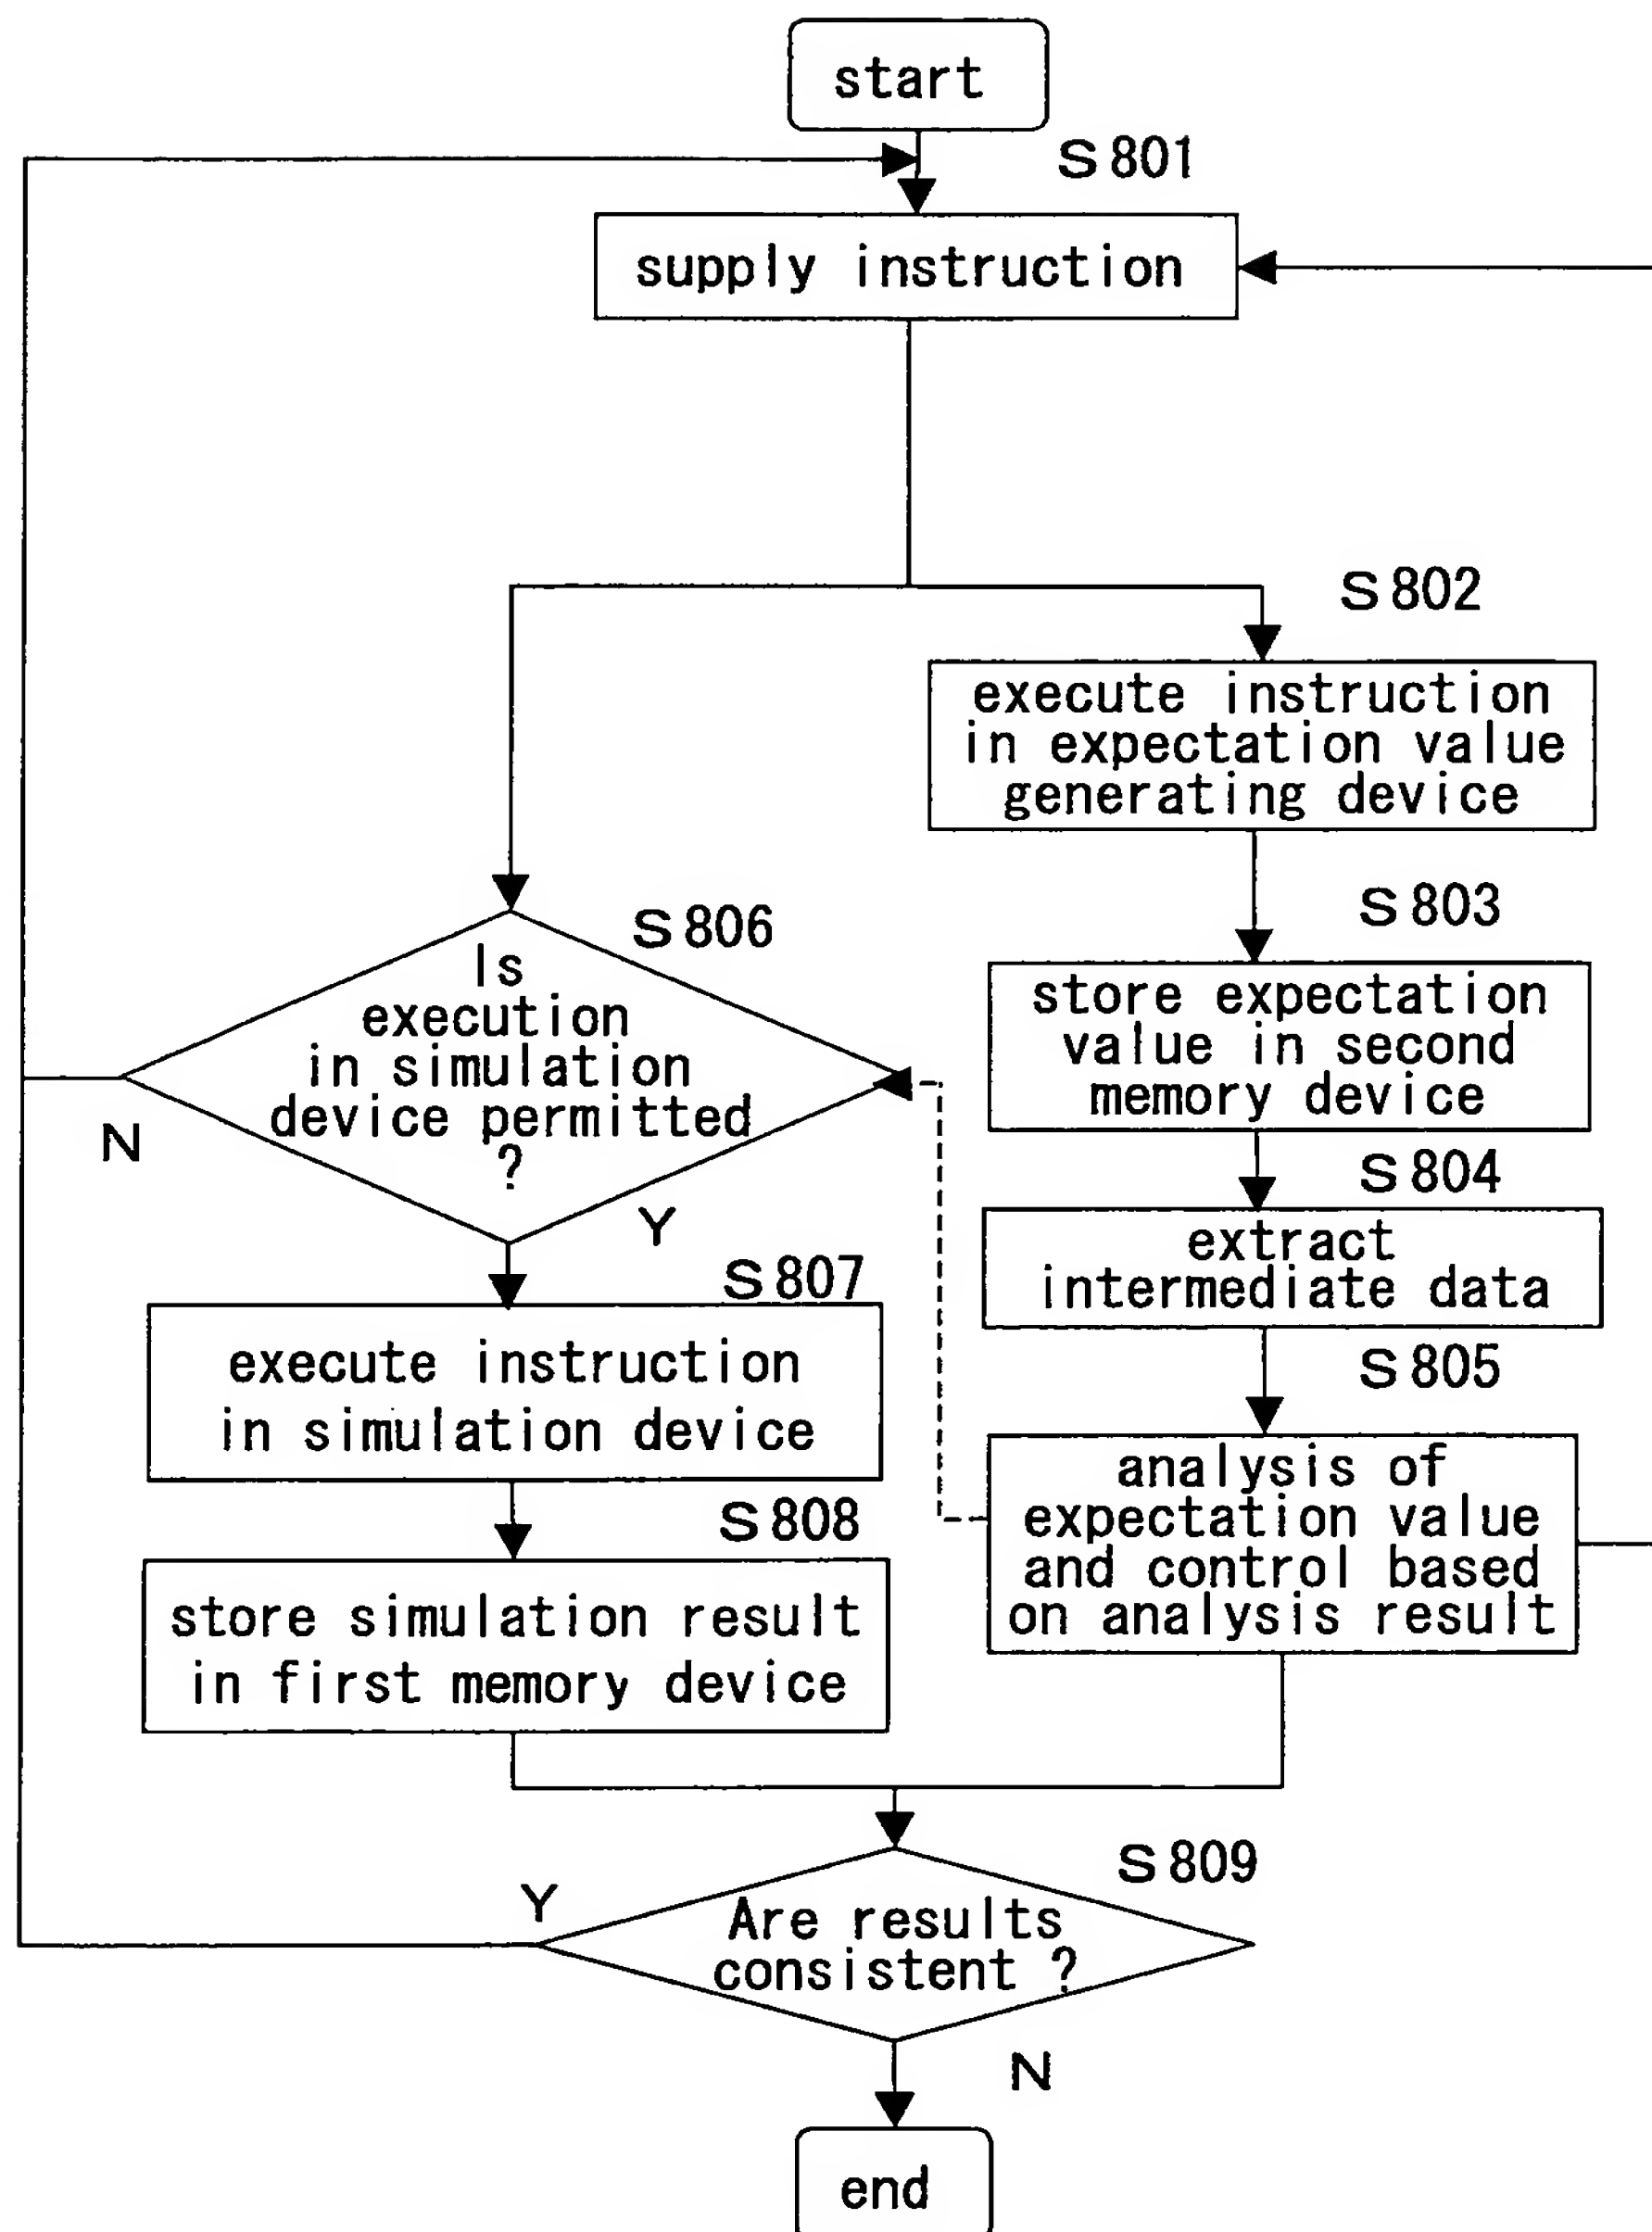 start
S801
supply instruction
S802
execute instruction
in expectation value
generating device
S803
store expectation
value in second
memory device
S804
extract
intermediate data
S805
analysis of
expectation value
and control based
on analysis result
S806
Is
execution
in simulation
device permitted
?
N
Y
S807
execute instruction
in simulation device
S808
store simulation result
in first memory device
S809
Are results
consistent ?
Y
N
end